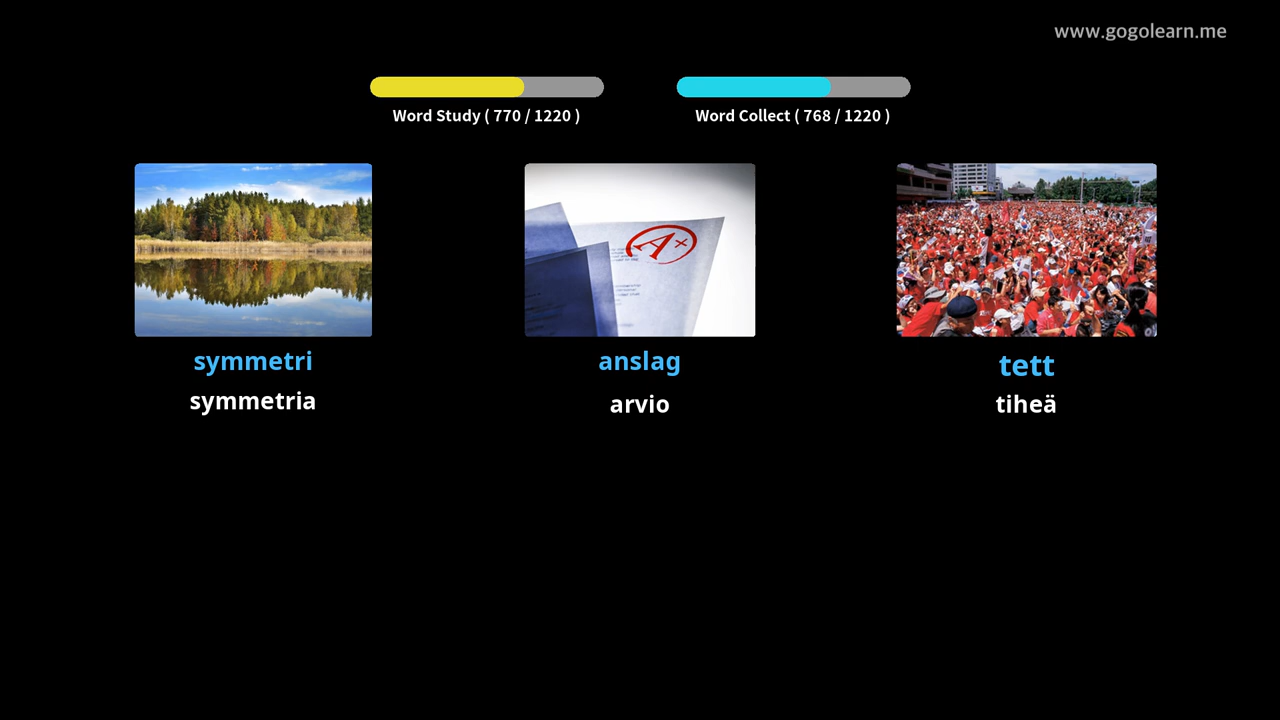 www.gogolearn.me
Word Study ( 770 / 1220 )
Word Collect ( 768 / 1220 )
A+
symmetri
anslag
tett
symmetria
arvio
tiheä